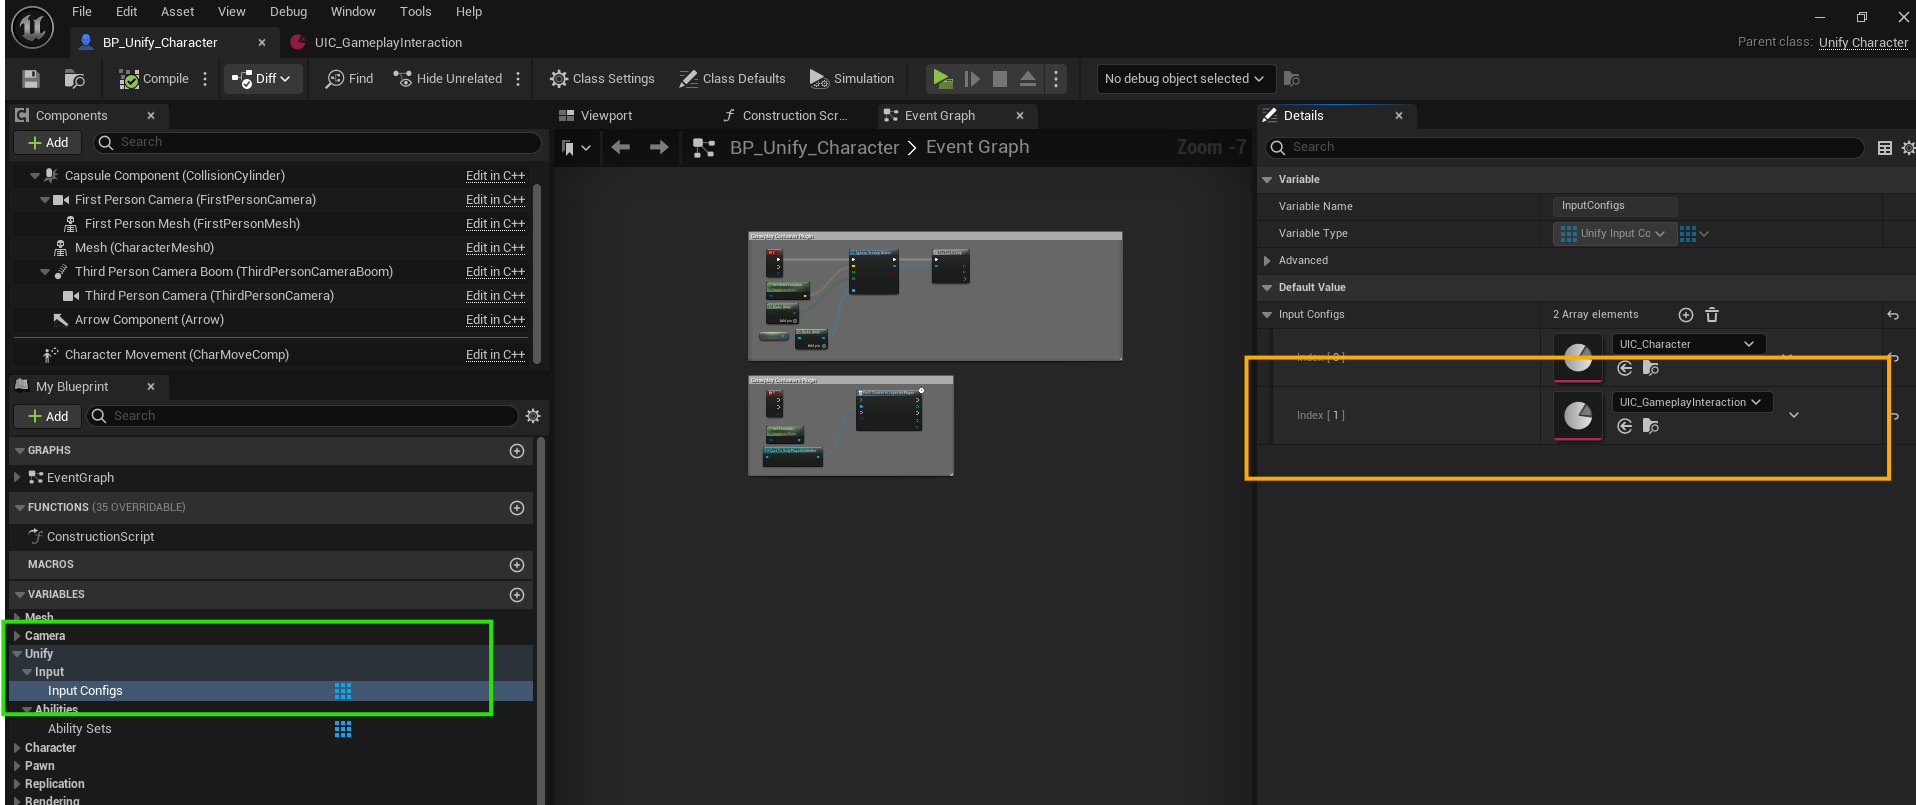 File Edit Asset View Debug Window Tools Help
BP_Unify_Character
UIC_GameplayInteraction
Parent class: Unify Character
Compile
Diff
Find
Hide Unrelated
Class Settings
Class Defaults
Simulation
No debug object selected
Components
Add
Search
Capsule Component (CollisionCylinder) Edit in C++
First Person Camera (FirstPersonCamera) Edit in C++
First Person Mesh (FirstPersonMesh) Edit in C++
Mesh (CharacterMesh0) Edit in C++
Third Person Camera Boom (ThirdPersonCameraBoom) Edit in C++
Third Person Camera (ThirdPersonCamera) Edit in C++
Arrow Component (Arrow) Edit in C++
Character Movement (CharMoveComp) Edit in C++
My Blueprint
Add
Search
GRAPHS
EventGraph
FUNCTIONS (35 OVERRIDABLE)
ConstructionScript
MACROS
VARIABLES
Mesh
Camera
Unify
Input
Input Configs
Abilities
Ability Sets
Character
Pawn
Replication
Rendering
Viewport
Construction Scr...
Event Graph
BP_Unify_Character > Event Graph
Zoom -7
Gameplay Container Plugin
Gameplay Containers Plugin
Details
Search
Variable
Variable Name InputConfigs
Variable Type Unify Input Cc
Advanced
Default Value
Input Configs 2 Array elements
Index [ 0 ] UIC_Character
Index [ 1 ] UIC_GameplayInteraction